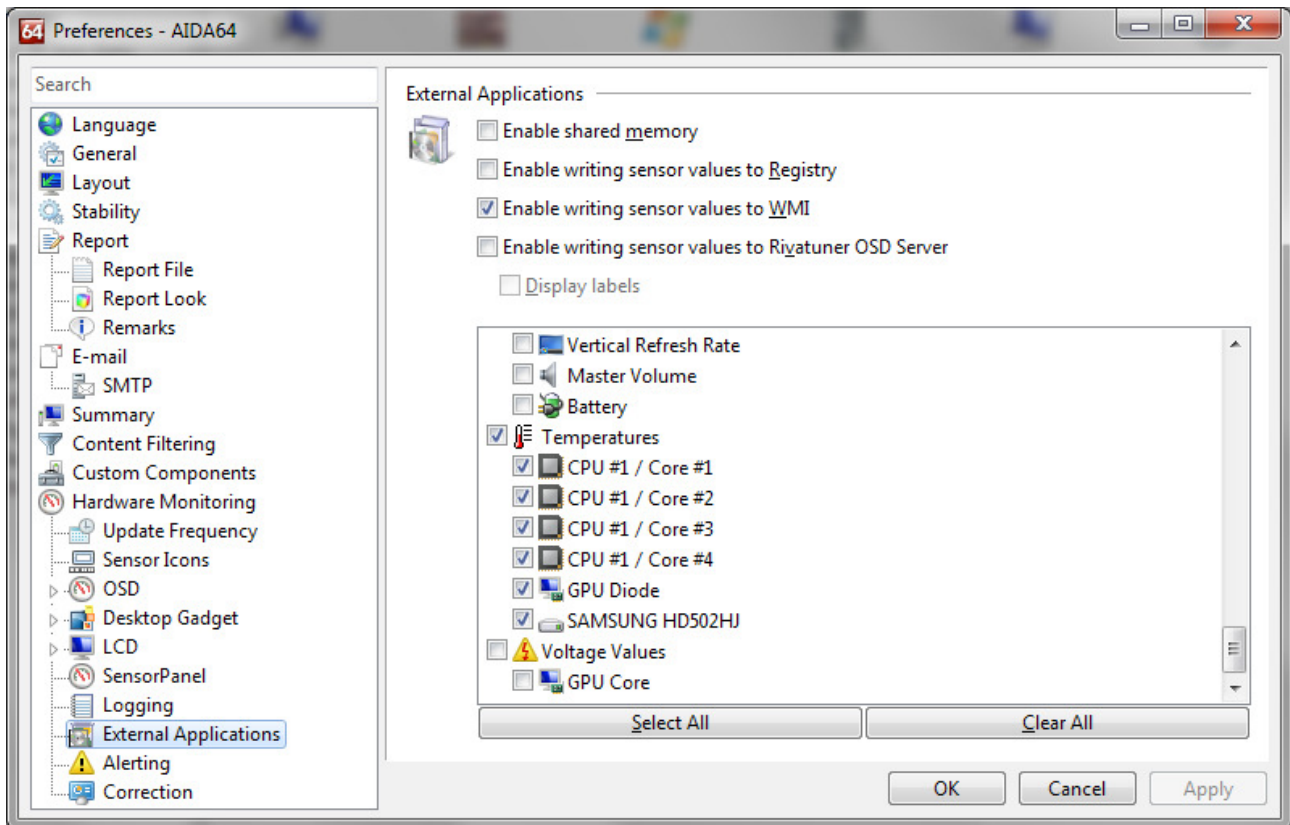 64 Preferences - AIDA64
Search
Language
General
Layout
Stability
Report
Report File
Report Look
Remarks
E-mail
SMTP
Summary
Content Filtering
Custom Components
Hardware Monitoring
Update Frequency
Sensor Icons
OSD
Desktop Gadget
LCD
SensorPanel
Logging
External Applications
Alerting
Correction
External Applications
Enable shared memory
Enable writing sensor values to Registry
Enable writing sensor values to WMI
Enable writing sensor values to Rivatuner OSD Server
Display labels
Vertical Refresh Rate
Master Volume
Battery
Temperatures
CPU #1 / Core #1
CPU #1 / Core #2
CPU #1 / Core #3
CPU #1 / Core #4
GPU Diode
SAMSUNG HD502HJ
Voltage Values
GPU Core
Select All
Clear All
OK
Cancel
Apply